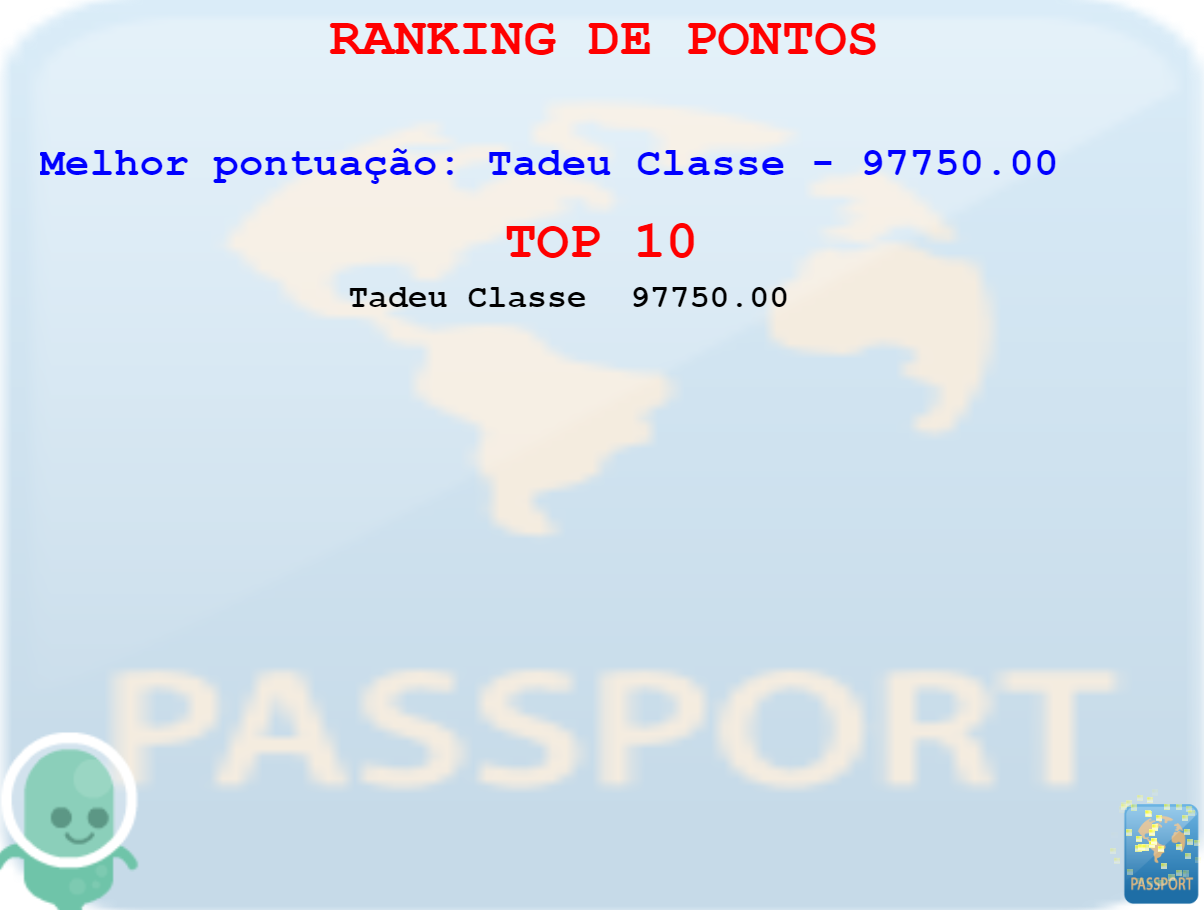 RANKING DE PONTOS
Melhor pontuação: Tadeu Classe - 97750.00
TOP 10
Tadeu Classe 97750.00
PASSPORT
PASSPORT